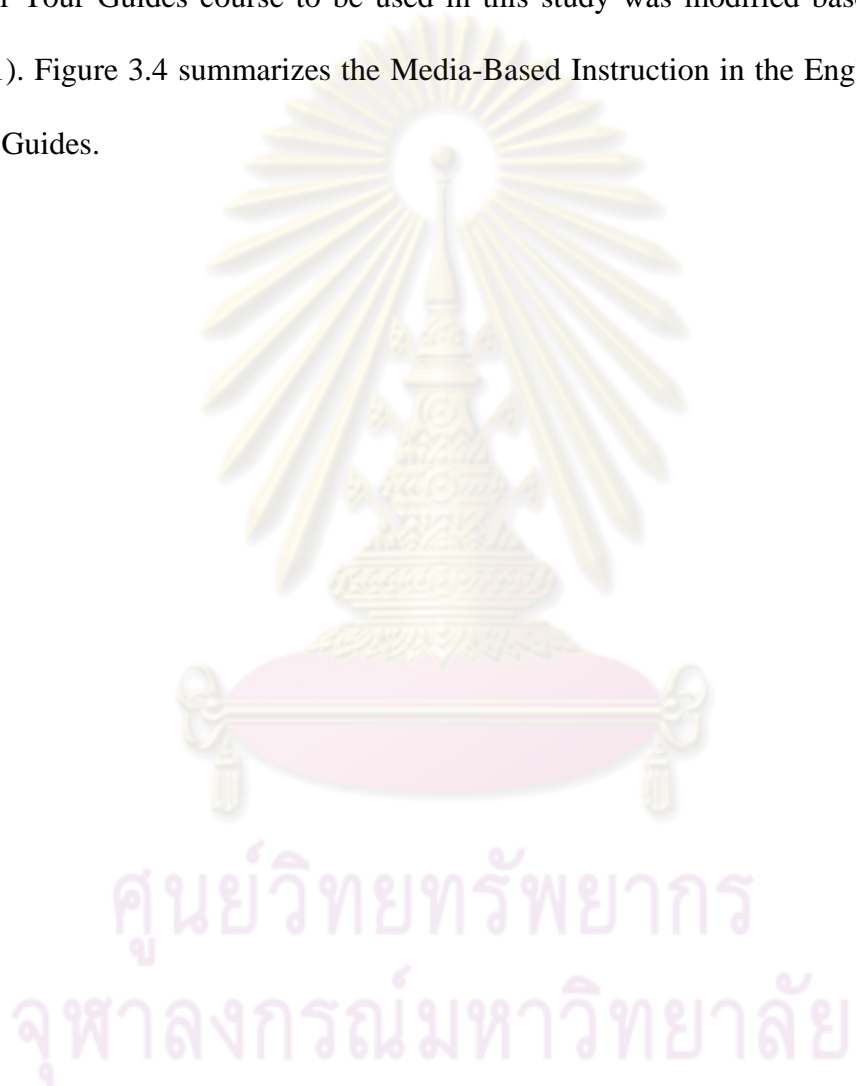 Your Guides course to be used in this study was modified
1). Figure 3.4 summarizes the Media-Based Instruction in the Eng
Guides.
ศูนย์วิทยทรัพยากร
จุฬาลงกรณ์มหาวิทยาลัย